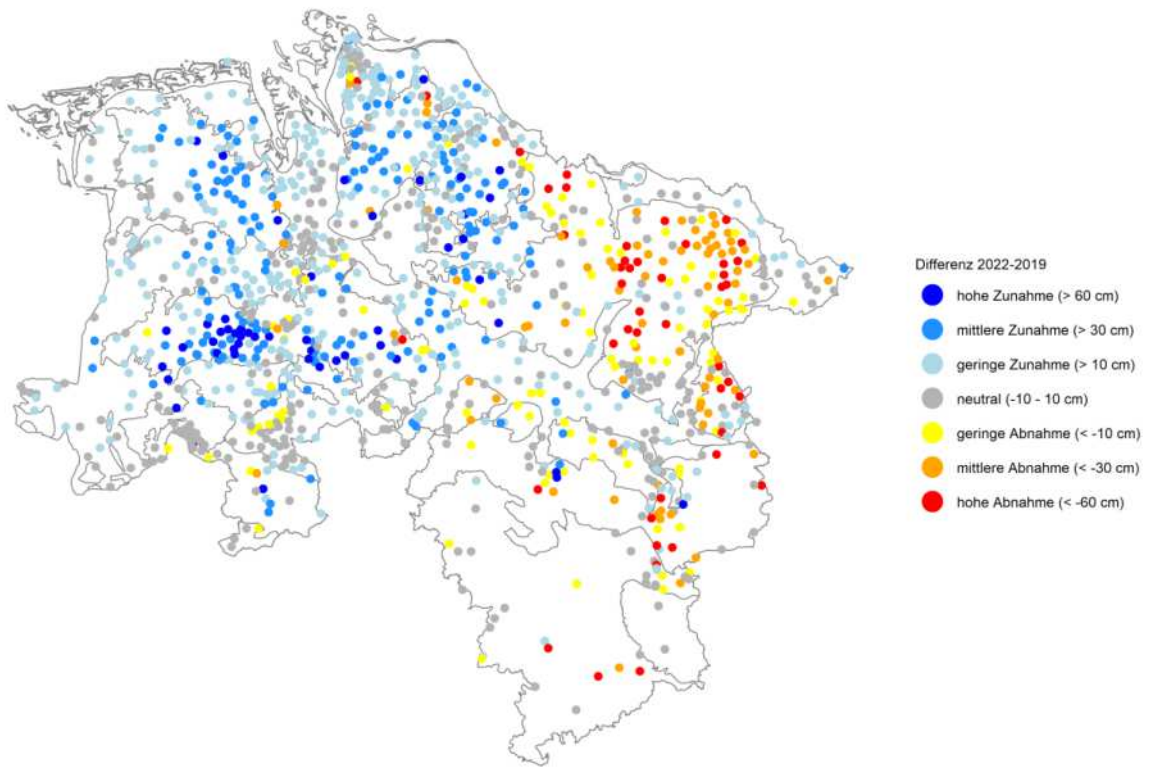 Differenz 2022-2019
hohe Zunahme (> 60 cm)
mittlere Zunahme (> 30 cm)
geringe Zunahme (> 10 cm)
neutral (-10 - 10 cm)
geringe Abnahme (< -10 cm)
mittlere Abnahme (< -30 cm)
hohe Abnahme (< -60 cm)